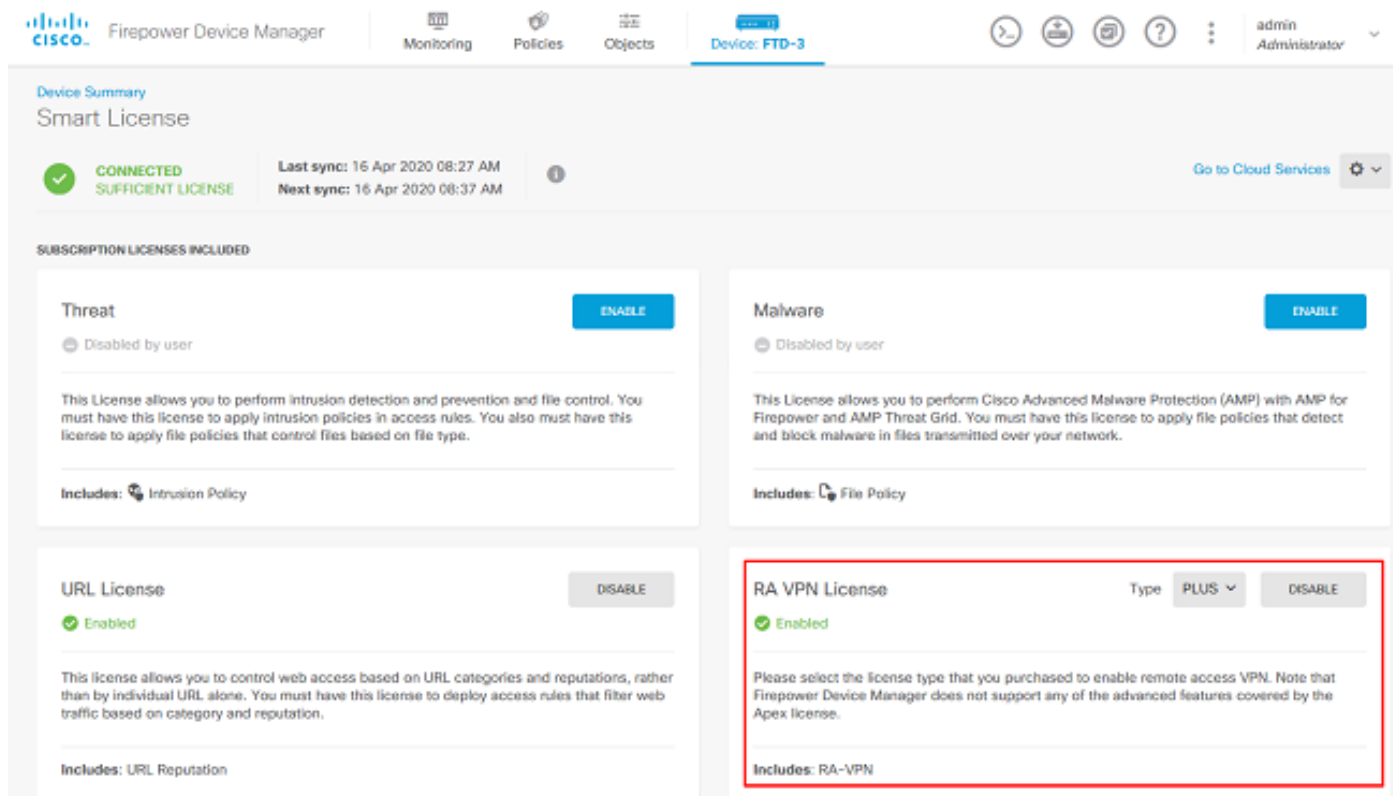 CISCO Firepower Device Manager
Monitoring
Policies
Objects
Device: FTD-3
admin
Administrator
Device Summary
Smart License
CONNECTED
SUFFICIENT LICENSE
Last sync: 16 Apr 2020 08:27 AM
Next sync: 16 Apr 2020 08:37 AM
Go to Cloud Services
SUBSCRIPTION LICENSES INCLUDED
Threat
ENABLE
Disabled by user
This License allows you to perform intrusion detection and prevention and file control. You
must have this license to apply intrusion policies in access rules. You also must have this
license to apply file policies that control files based on file type.
Includes: Intrusion Policy
Malware
ENABLE
Disabled by user
This License allows you to perform Cisco Advanced Malware Protection (AMP) with AMP for
Firepower and AMP Threat Grid. You must have this license to apply file policies that detect
and block malware in files transmitted over your network.
Includes: File Policy
URL License
DISABLE
Enabled
This license allows you to control web access based on URL categories and reputations, rather
than by individual URL alone. You must have this license to deploy access rules that filter web
traffic based on category and reputation.
Includes: URL Reputation
RA VPN License
Type PLUS
DISABLE
Enabled
Please select the license type that you purchased to enable remote access VPN. Note that
Firepower Device Manager does not support any of the advanced features covered by the
Apex license.
Includes: RA-VPN